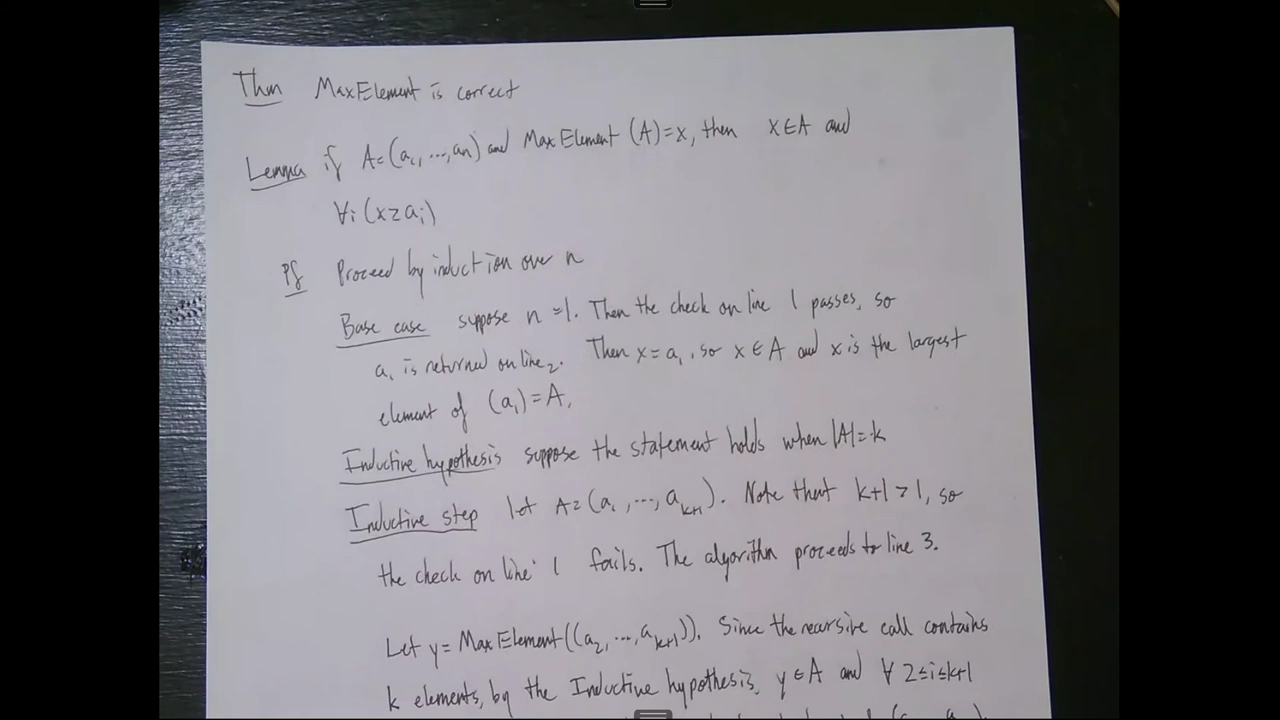 Thm MaxElement is correct
Lemma if A=(a₁,...,aₙ) and MaxElement (A)=x, then x∈A and
∀i(x≥aᵢ)
Pf Proceed by induction over n
Base case suppose n=1. Then the check on line 1 passes, so
a₁ is returned on line 2. Then x=a₁, so x∈A and x is the largest
element of (a₁)=A.
Inductive hypothesis suppose the statement holds when |A|=k
Inductive step let A=(a₁,...,aₖ₊₁). Note that k+1>1, so
the check on line 1 fails. The algorithm proceeds to line 3.
Let y=MaxElement((a₂,...,aₖ₊₁)). Since the recursive call contains
k elements, by the Inductive hypothesis, y∈A and ∀ 2≤i≤k+1